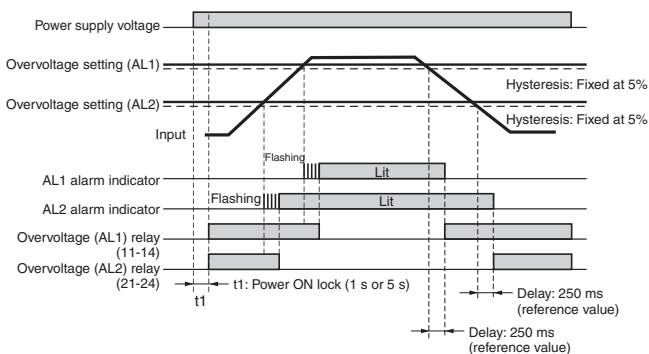 Power supply voltage
Overvoltage setting (AL1)
Hysteresis: Fixed at 5%
Overvoltage setting (AL2)
Hysteresis: Fixed at 5%
Input
Flashing
Lit
AL1 alarm indicator
Flashing
Lit
AL2 alarm indicator
Overvoltage (AL1) relay
(11-14)
Overvoltage (AL2) relay
(21-24)
t1: Power ON lock (1 s or 5 s)
t1
Delay: 250 ms
(reference value)
Delay: 250 ms
(reference value)